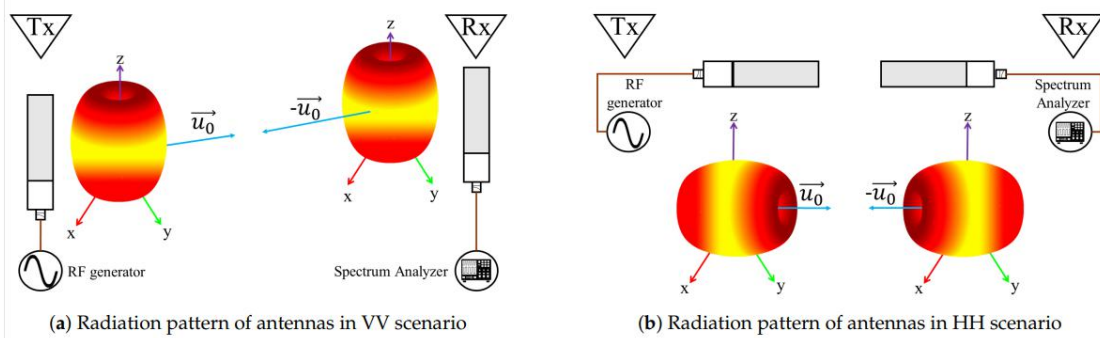 Tx
Rx
z
z
u₀
-u₀
x
y
x
y
RF generator
Spectrum Analyzer
(a) Radiation pattern of antennas in VV scenario
Tx
Rx
RF
generator
Spectrum
Analyzer
z
z
u₀
-u₀
x
y
x
y
(b) Radiation pattern of antennas in HH scenario